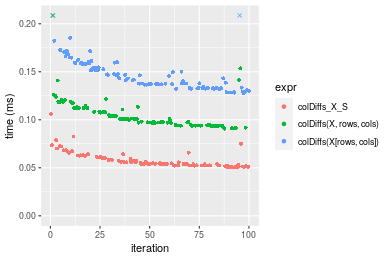 0.20
0.15
0.10
0.05
0.00
time (ms)
0
25
50
75
100
iteration
expr
colDiffs_X_S
colDiffs(X, rows, cols)
colDiffs(X[rows, cols])